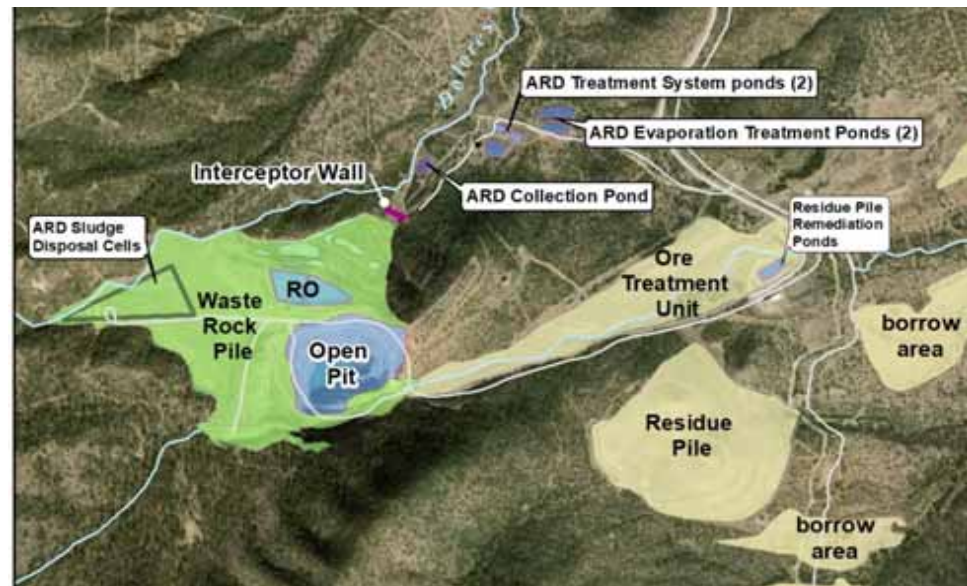 Dolores
ARD Treatment System ponds (2)
ARD Evaporation Treatment Ponds (2)
Interceptor Wall
ARD Collection Pond
ARD Sludge
Disposal Cells
Residue Pile
Remediation
Ponds
Ore
Treatment
Unit
RO
Waste
Rock
Pile
Open
Pit
borrow
area
Residue
Pile
borrow
area